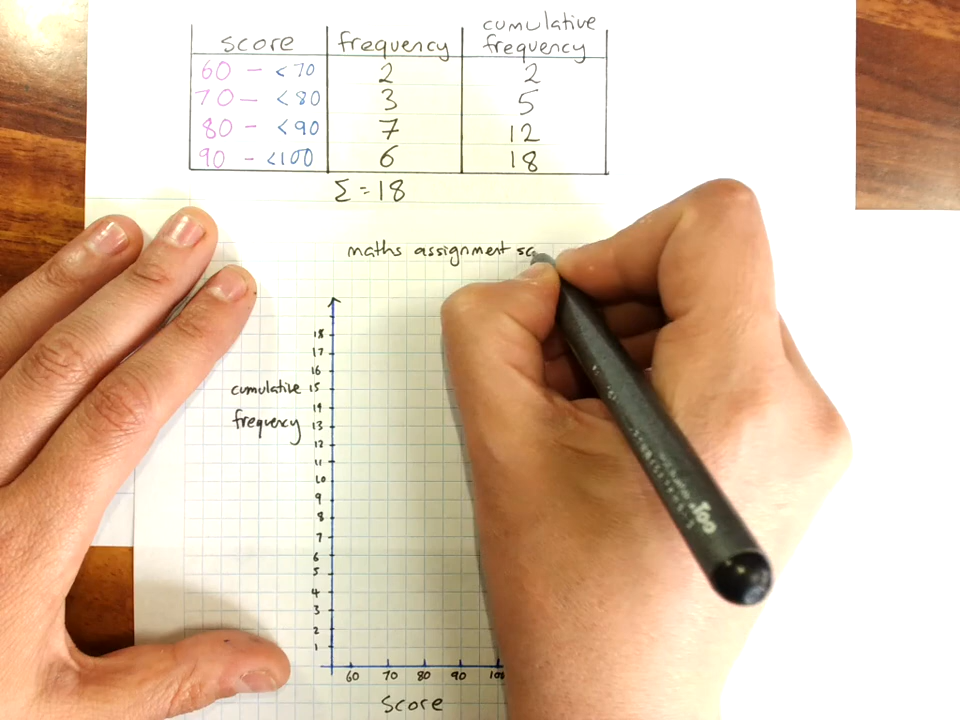 score frequency cumulative frequency
60 - <70 2 2
70 - <80 3 5
80 - <90 7 12
90 - <100 6 18
Σ = 18
maths assignment sc
18
17
16
cumulative 15
14
frequency 13
12
11
10
9
8
7
6
5
4
3
2
1
60 70 80 90 100
Score